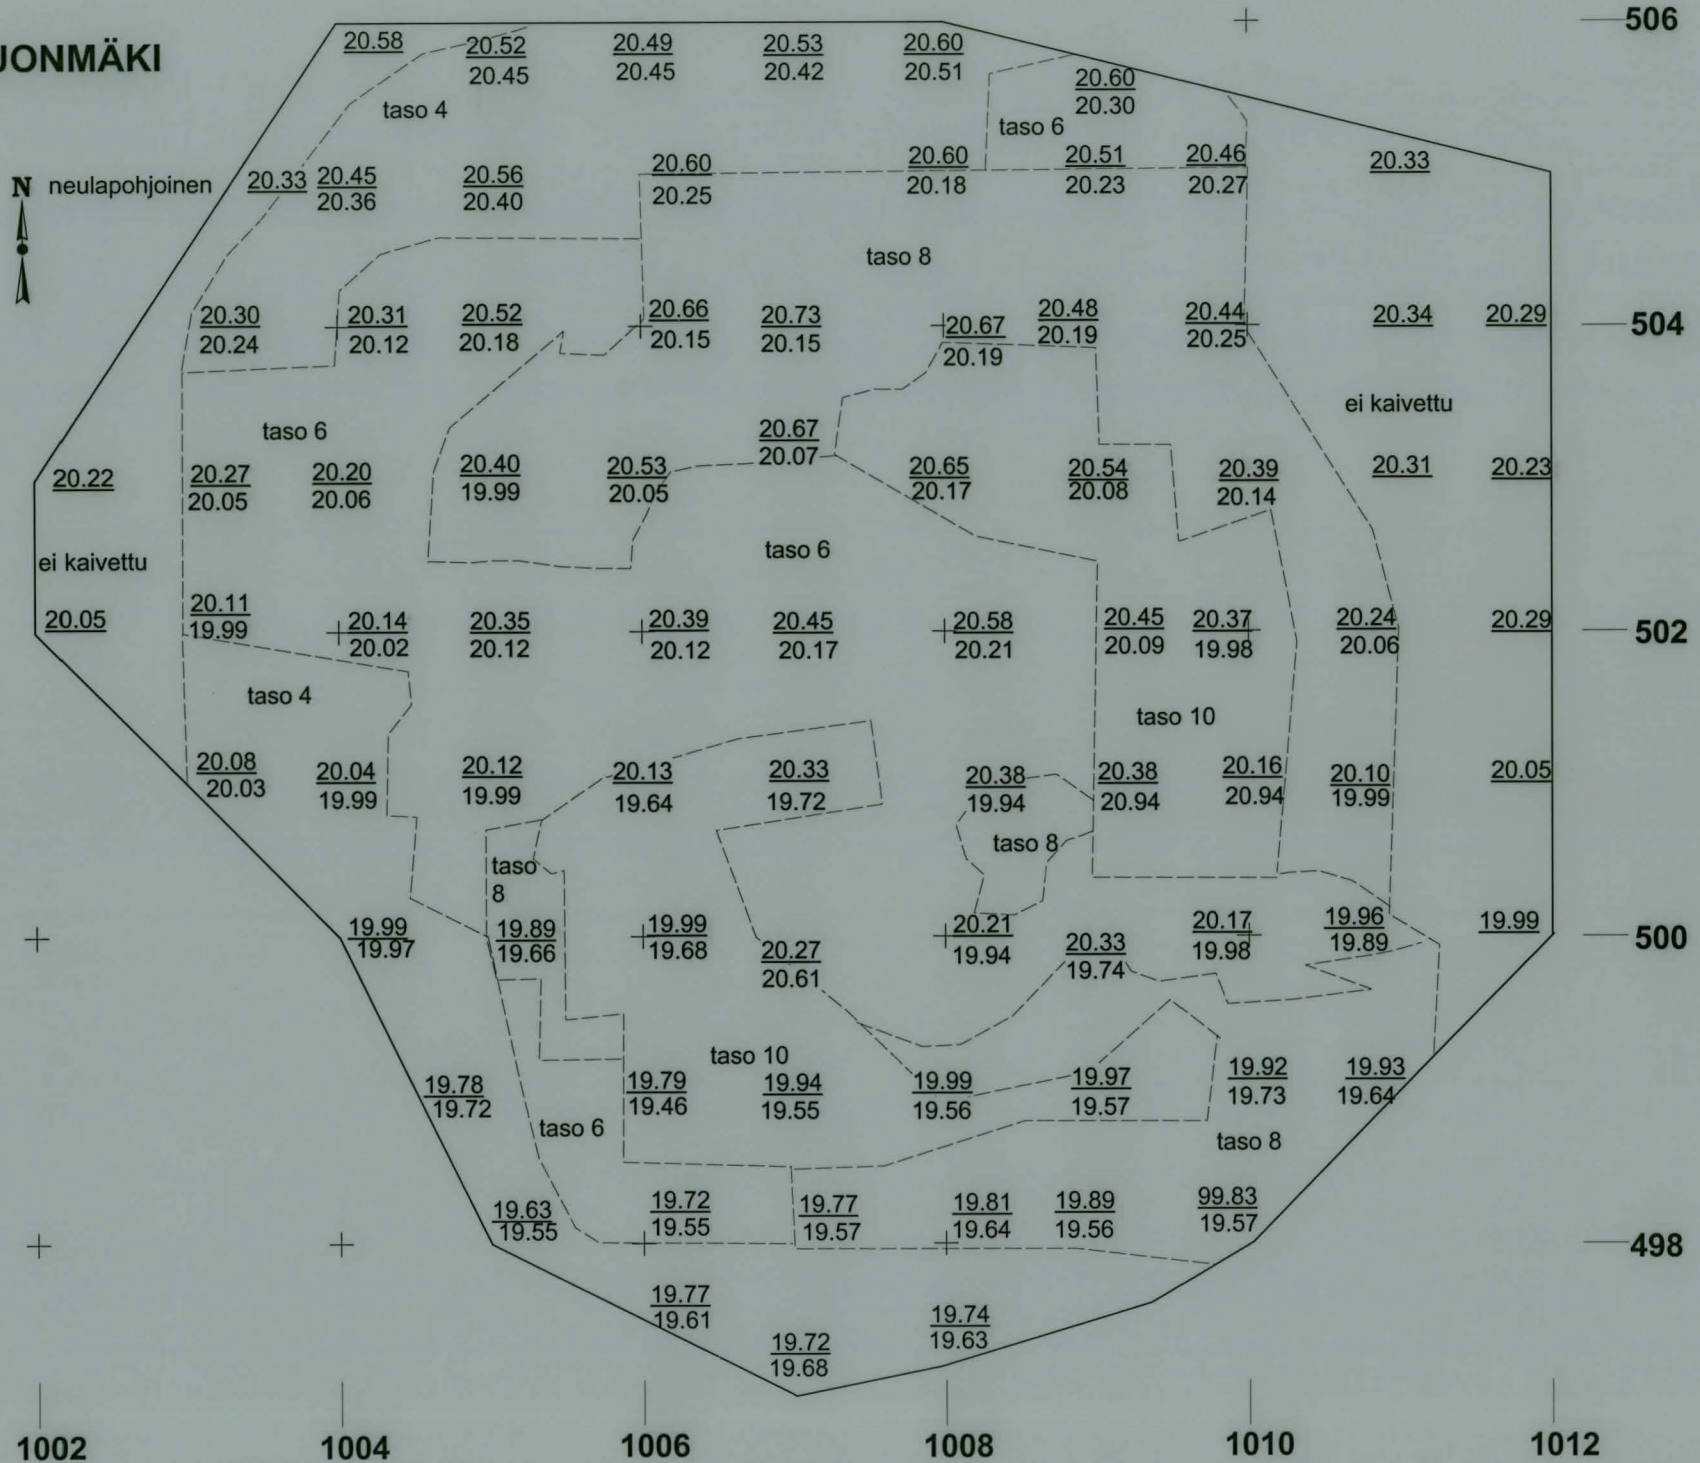 JONMÄKI
506
20.58 20.52 20.49 20.53 20.60
20.45 20.45 20.42 20.51
20.60
20.30
taso 4
taso 6
N neulapohjoinen
20.33 20.45 20.56 20.60 20.60 20.51 20.46 20.33
20.36 20.40 20.25 20.18 20.23 20.27
taso 8
20.30 20.31 20.52 20.66 20.73 20.67 20.48 20.44 20.34 20.29 504
20.24 20.12 20.18 20.15 20.15 20.19 20.19 20.25
ei kaivettu
taso 6
20.67
20.07
20.22 20.27 20.20 20.40 20.53 20.65 20.54 20.39 20.31 20.23
20.05 20.06 19.99 20.05 20.17 20.08 20.14
taso 6
ei kaivettu
20.05 20.11 20.14 20.35 20.39 20.45 20.58 20.45 20.37 20.24 20.29 502
19.99 20.02 20.12 20.12 20.17 20.21 20.09 19.98 20.06
taso 4
taso 10
20.08 20.04 20.12 20.13 20.33 20.38 20.38 20.16 20.10 20.05
20.03 19.99 19.99 19.64 19.72 19.94 20.94 20.94 19.99
taso 8
taso
8
19.99 19.89 19.99 20.27 20.21 20.33 20.17 19.96 19.99 500
19.97 19.66 19.68 20.61 19.94 19.74 19.98 19.89
taso 10
19.78 19.79 19.94 19.99 19.97 19.92 19.93
19.72 19.46 19.55 19.56 19.57 19.73 19.64
taso 6
taso 8
19.63 19.72 19.77 19.81 19.89 99.83
19.55 19.55 19.57 19.64 19.56 19.57
498
19.77 19.74
19.61 19.63
19.72
19.68
1002 1004 1006 1008 1010 1012